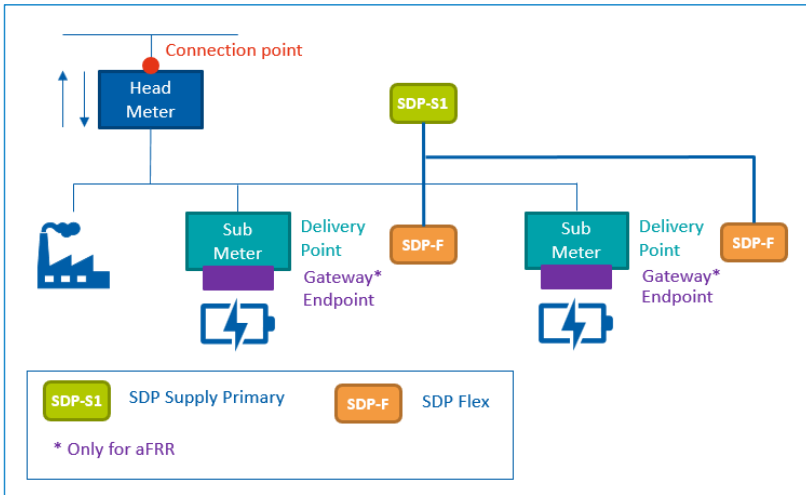 Connection point
Head
Meter
SDP-S1
Sub
Meter
Delivery
Point
SDP-F
Gateway*
Endpoint
Sub
Meter
Delivery
Point
SDP-F
Gateway*
Endpoint
SDP-S1
SDP Supply Primary
SDP-F
SDP Flex
* Only for aFRR